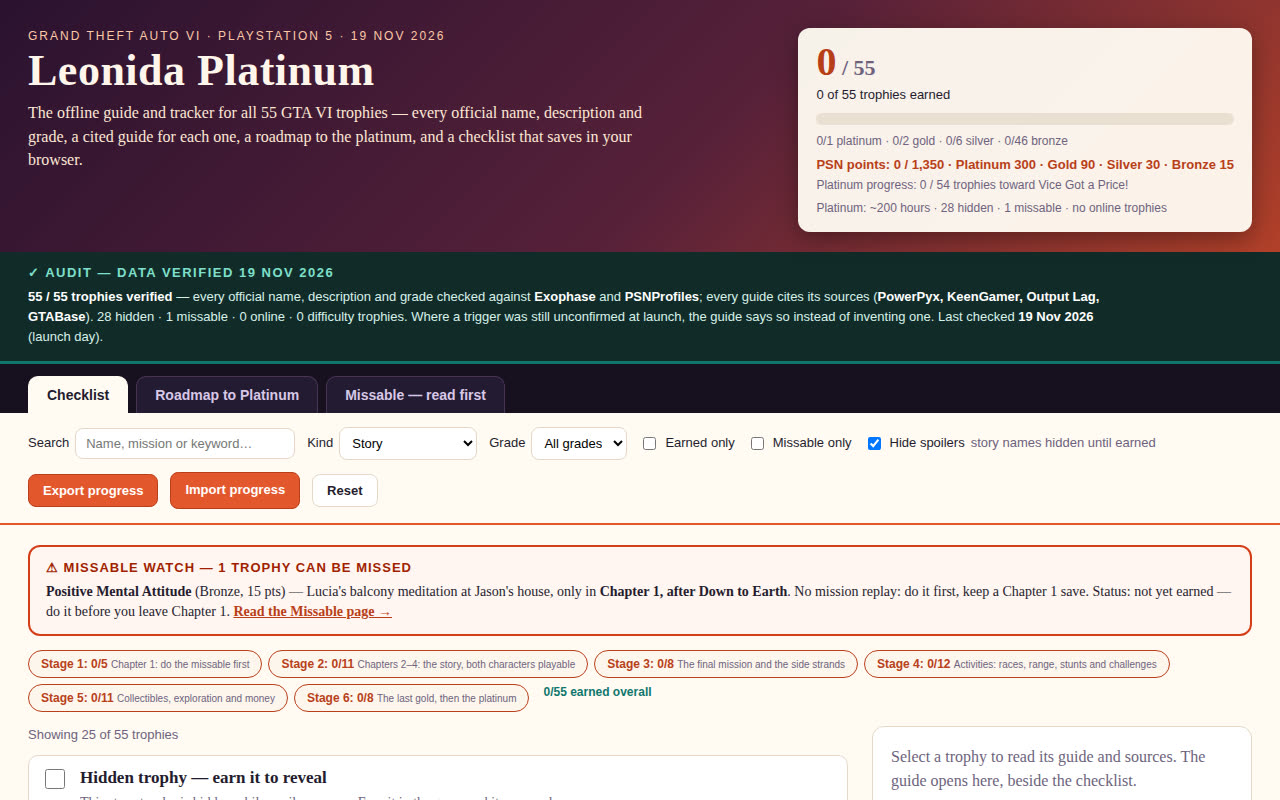 GRAND THEFT AUTO VI · PLAYSTATION 5 · 19 NOV 2026
Leonida Platinum
The offline guide and tracker for all 55 GTA VI trophies — every official name, description and
grade, a cited guide for each one, a roadmap to the platinum, and a checklist that saves in your
browser.
0 / 55
0 of 55 trophies earned
0/1 platinum · 0/2 gold · 0/6 silver · 0/46 bronze
PSN points: 0 / 1,350 · Platinum 300 · Gold 90 · Silver 30 · Bronze 15
Platinum progress: 0 / 54 trophies toward Vice Got a Price!
Platinum: ~200 hours · 28 hidden · 1 missable · no online trophies
✓ AUDIT — DATA VERIFIED 19 NOV 2026
55 / 55 trophies verified — every official name, description and grade checked against Exophase and PSNProfiles; every guide cites its sources (PowerPyx, KeenGamer, Output Lag,
GTABase). 28 hidden · 1 missable · 0 online · 0 difficulty trophies. Where a trigger was still unconfirmed at launch, the guide says so instead of inventing one. Last checked 19 Nov 2026
(launch day).
Checklist Roadmap to Platinum Missable — read first
Search Name, mission or keyword… Kind Story Grade All grades Earned only Missable only Hide spoilers story names hidden until earned
Export progress Import progress Reset
⚠ MISSABLE WATCH — 1 TROPHY CAN BE MISSED
Positive Mental Attitude (Bronze, 15 pts) — Lucia's balcony meditation at Jason's house, only in Chapter 1, after Down to Earth. No mission replay: do it first, keep a Chapter 1 save. Status: not yet earned —
do it before you leave Chapter 1. Read the Missable page →
Stage 1: 0/5 Chapter 1: do the missable first Stage 2: 0/11 Chapters 2–4: the story, both characters playable Stage 3: 0/8 The final mission and the side strands Stage 4: 0/12 Activities: races, range, stunts and challenges
Stage 5: 0/11 Collectibles, exploration and money Stage 6: 0/8 The last gold, then the platinum 0/55 earned overall
Showing 25 of 55 trophies
Hidden trophy — earn it to reveal
Select a trophy to read its guide and sources. The
guide opens here, beside the checklist.